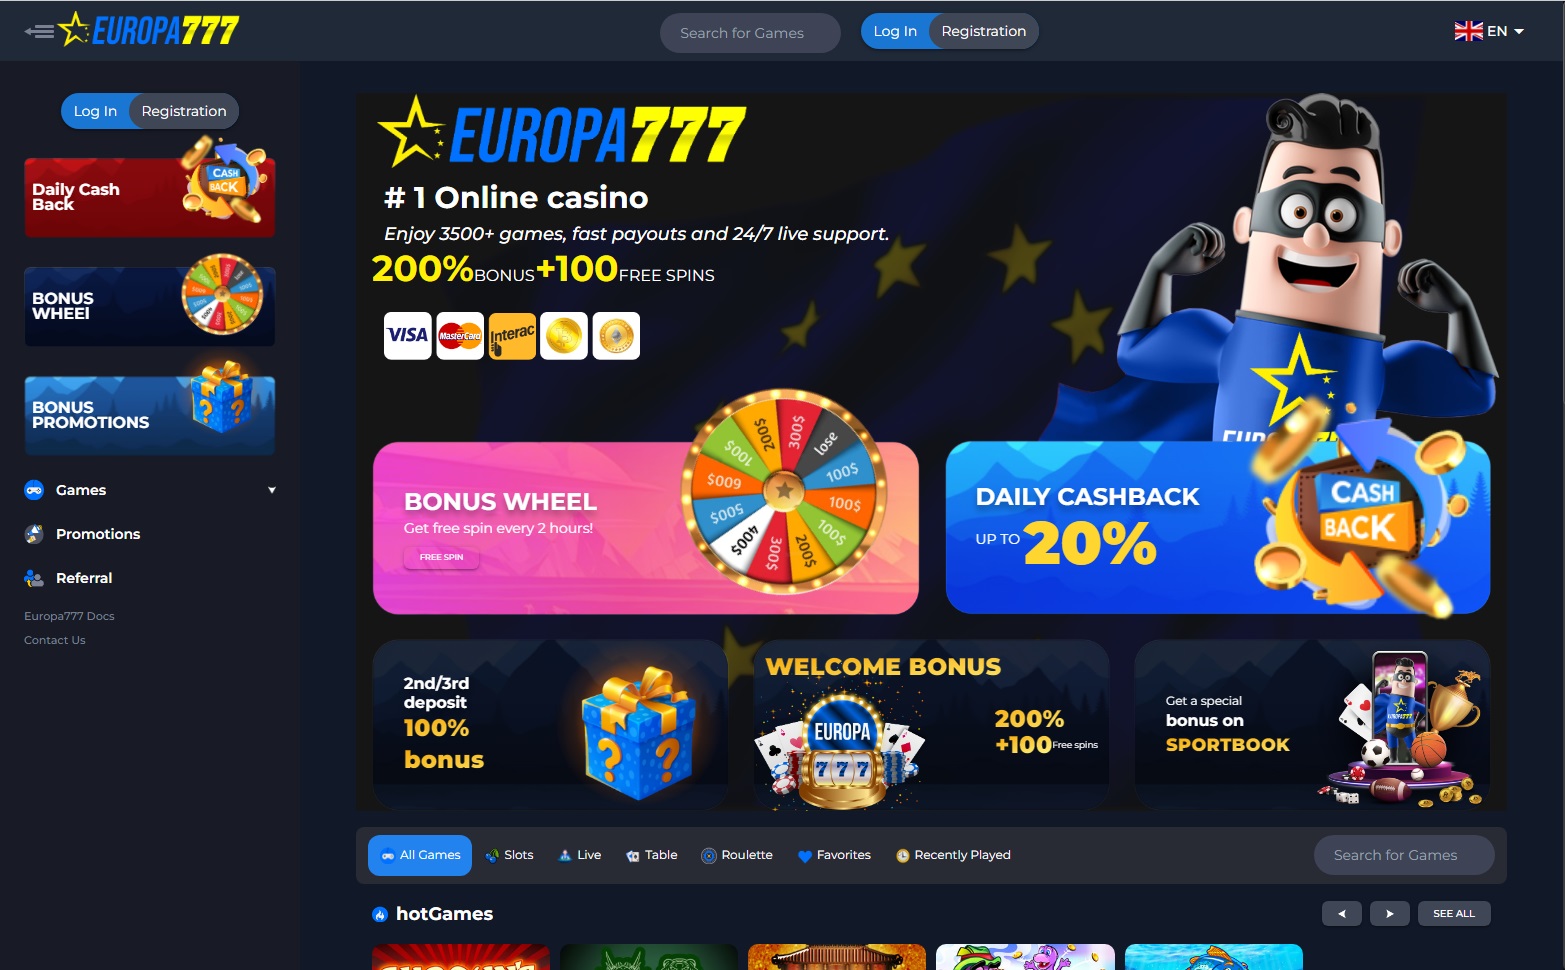 EUROPA777
Search for Games
Log In
Registration
EN
Log In
Registration
Daily Cash
Back
CASH
BACK
BONUS
WHEEl
BONUS
PROMOTIONS
Games
Promotions
Referral
Europa777 Docs
Contact Us
EUROPA777
# 1 Online casino
Enjoy 3500+ games, fast payouts and 24/7 live support.
200%BONUS+100FREE SPINS
VISA
MasterCard
Interac
BONUS WHEEL
Get free spin every 2 hours!
FREE SPIN
300$
lose
100$
100$
100$
200$
300$
400$
500$
600$
100$
200$
DAILY CASHBACK
UP TO 20%
CASH
BACK
2nd/3rd
deposit
100%
bonus
WELCOME BONUS
EUROPA
777
200%
+100Free spins
Get a special
bonus on
SPORTBOOK
All Games
Slots
Live
Table
Roulette
Favorites
Recently Played
Search for Games
hotGames
SEE ALL